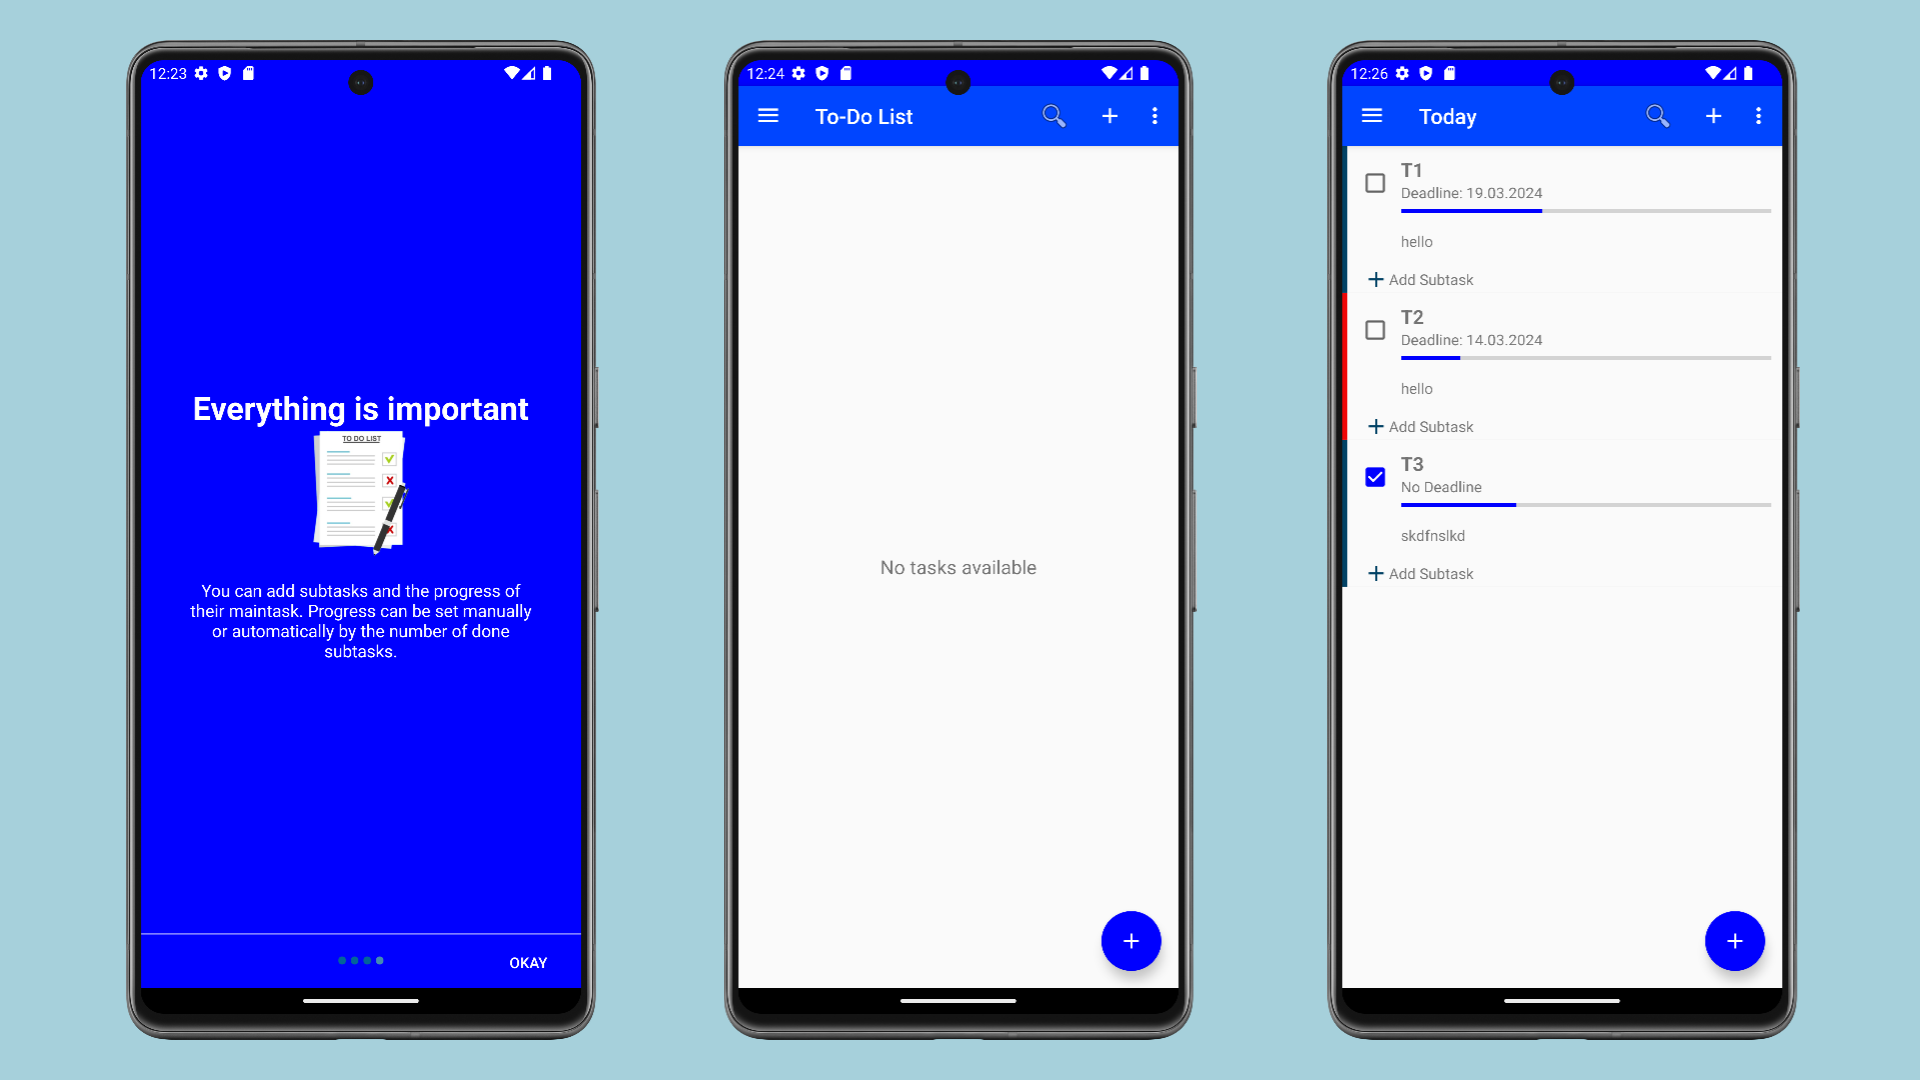 12:23
Everything is important
TO DO LIST
You can add subtasks and the progress of
their maintask. Progress can be set manually
or automatically by the number of done
subtasks.
OKAY
12:24
To-Do List
No tasks available
12:26
Today
T1
Deadline: 19.03.2024
hello
Add Subtask
T2
Deadline: 14.03.2024
hello
Add Subtask
T3
No Deadline
skdfnslkd
Add Subtask